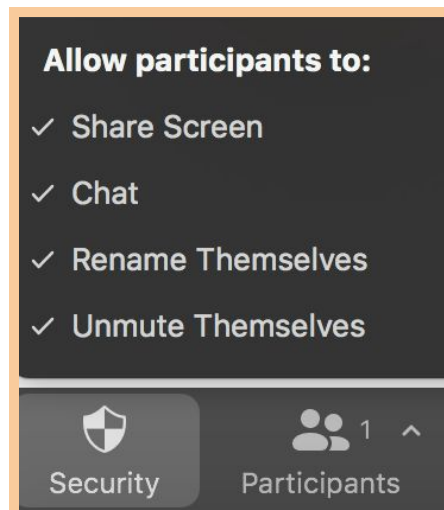 Allow participants to:
✓ Share Screen
✓ Chat
✓ Rename Themselves
✓ Unmute Themselves
1
Security
Participants